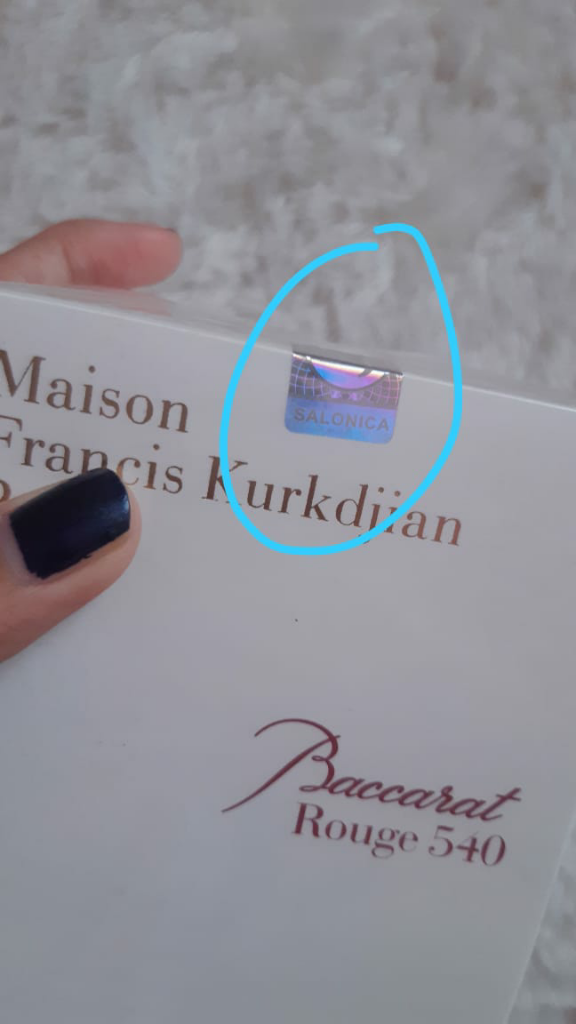 SALONICA
Maison
Francis Kurkdjian
Baccarat
Rouge 540